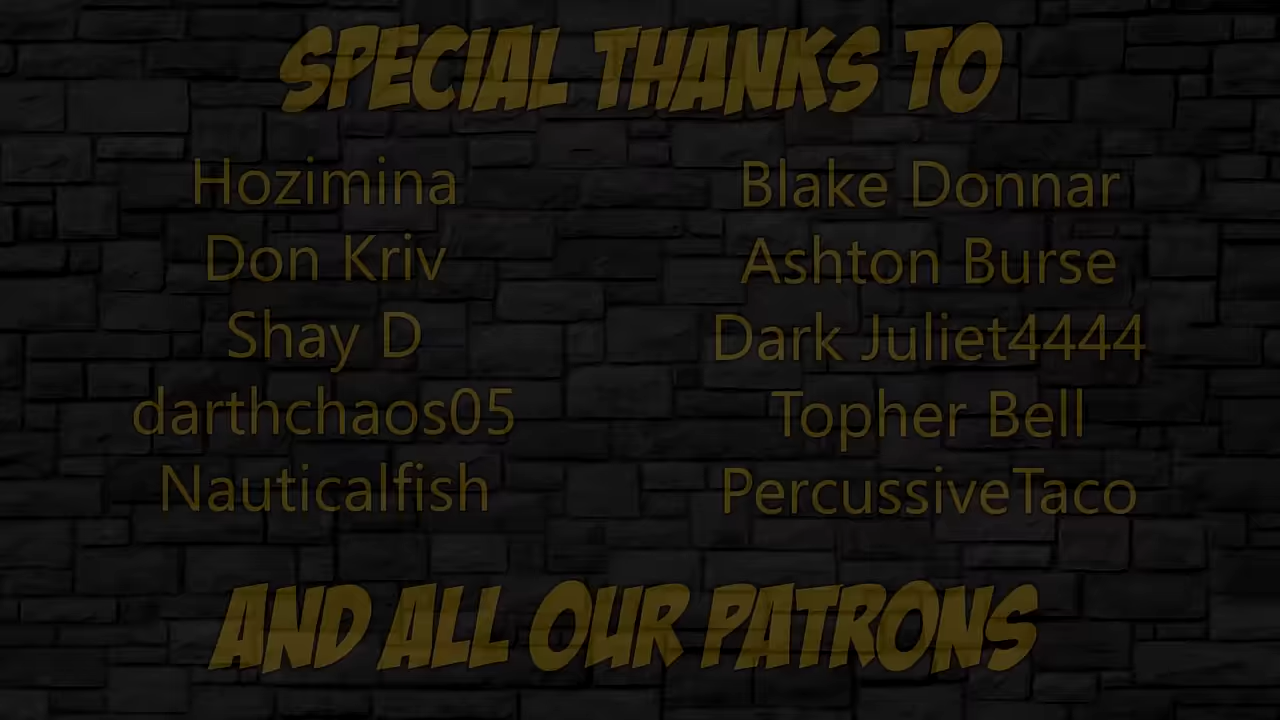 SPECIAL THANKS TO
Hozimina
Don Kriv
Shay D
darthchaos05
Nauticalfish
Blake Donnar
Ashton Burse
Dark Juliet4444
Topher Bell
PercussiveTaco
AND ALL OUR PATRONS